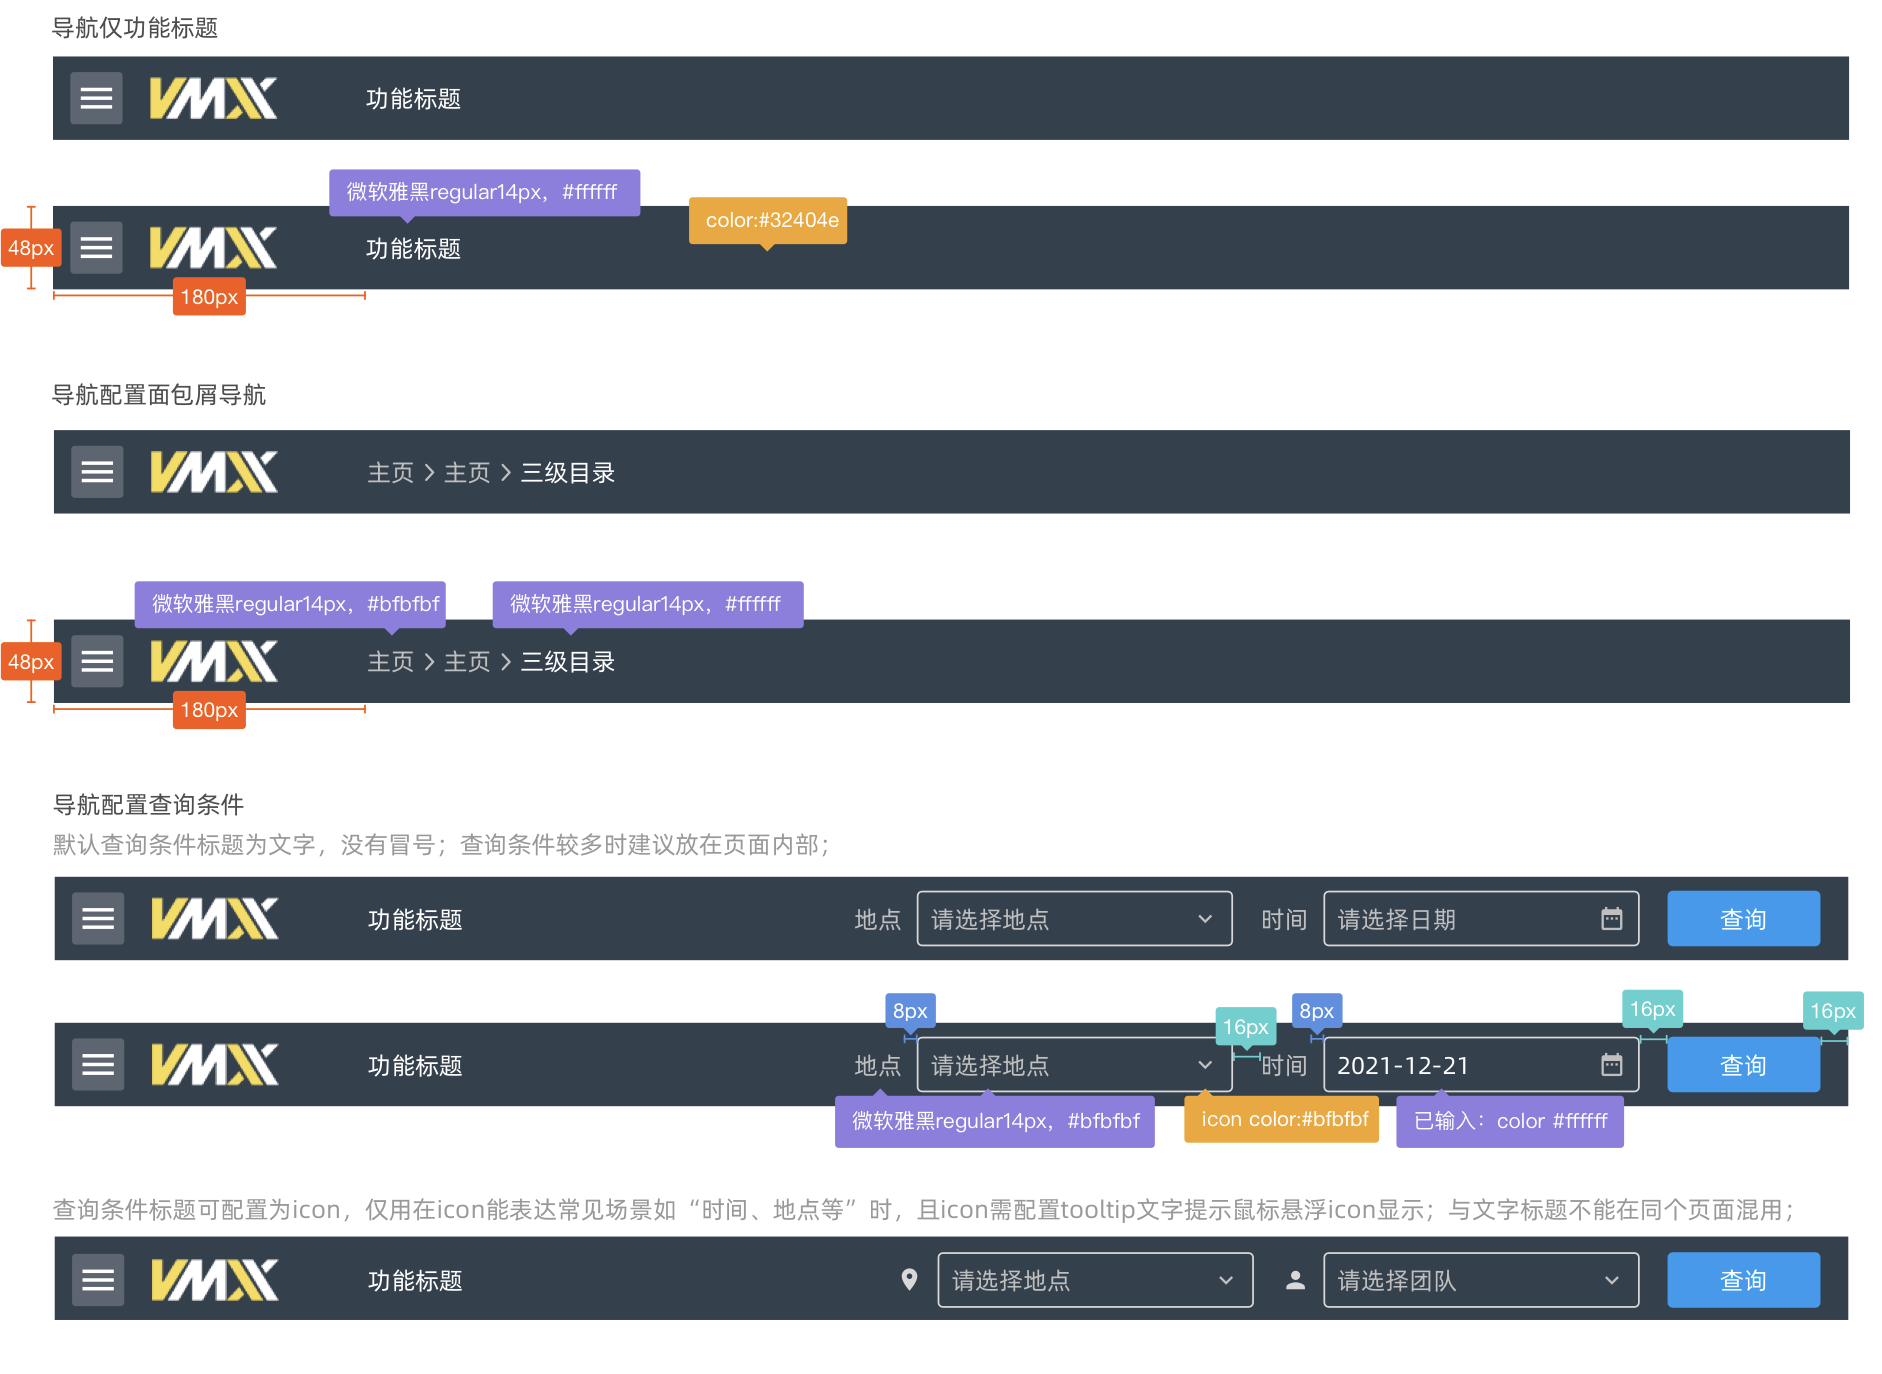 导航仅功能标题
VMX 功能标题
微软雅黑regular14px，#ffffff
color:#32404e
48px VMX 功能标题
180px
导航配置面包屑导航
VMX 主页 > 主页 > 三级目录
微软雅黑regular14px，#bfbfbf 微软雅黑regular14px，#ffffff
48px VMX 主页 > 主页 > 三级目录
180px
导航配置查询条件
默认查询条件标题为文字，没有冒号；查询条件较多时建议放在页面内部；
VMX 功能标题 地点 请选择地点 时间 请选择日期 查询
8px 16px 8px 16px 16px
VMX 功能标题 地点 请选择地点 时间 2021-12-21 查询
微软雅黑regular14px，#bfbfbf icon color:#bfbfbf 已输入：color #ffffff
查询条件标题可配置为icon，仅用在icon能表达常见场景如“时间、地点等”时，且icon需配置tooltip文字提示鼠标悬浮icon显示；与文字标题不能在同个页面混用；
VMX 功能标题 请选择地点 请选择团队 查询